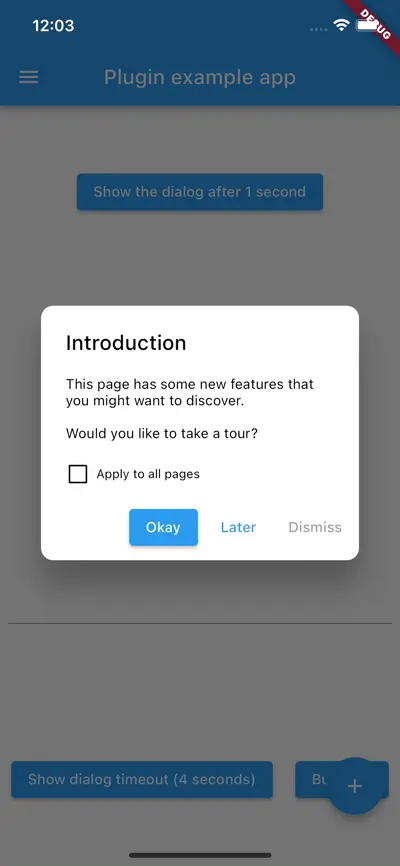 12:03
DEBUG
Plugin example app
Show the dialog after 1 second
Introduction
This page has some new features that
you might want to discover.
Would you like to take a tour?
Apply to all pages
Okay
Later
Dismiss
Show dialog timeout (4 seconds)